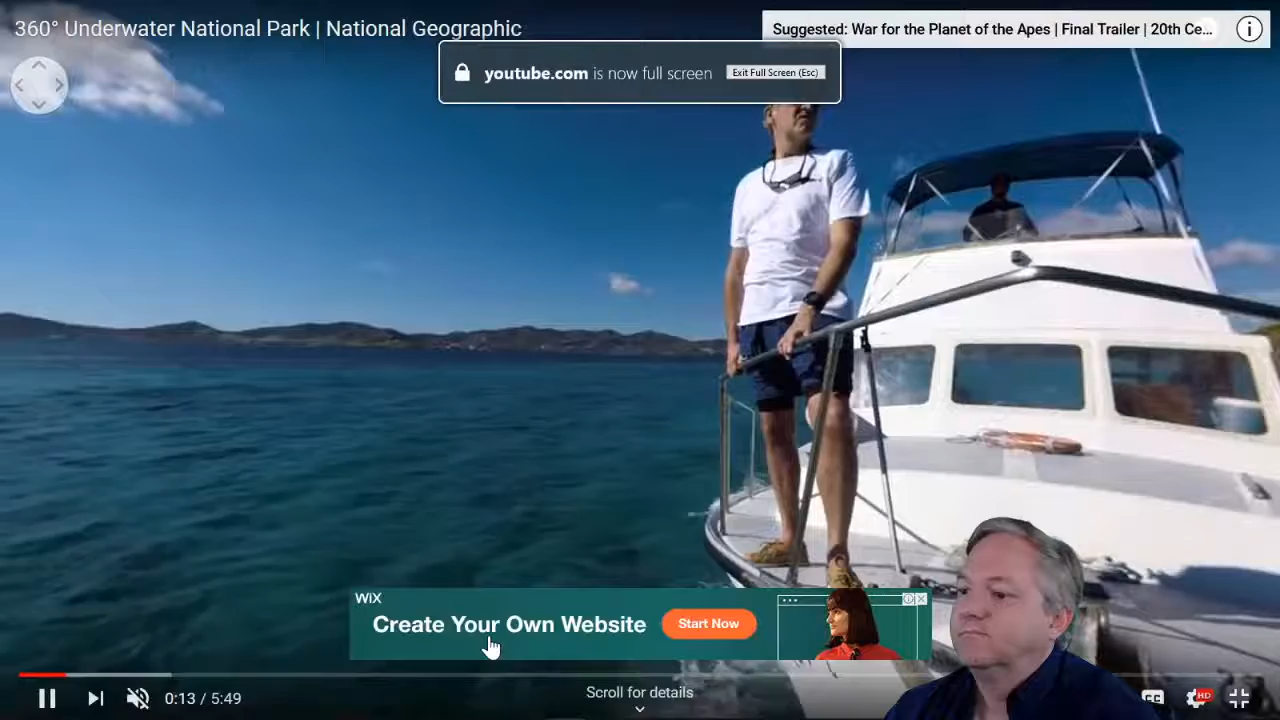 360° Underwater National Park | National Geographic
Suggested: War for the Planet of the Apes | Final Trailer | 20th Ce...
youtube.com is now full screen
Exit Full Screen (Esc)
WiX
Create Your Own Website
Start Now
0:13 / 5:49
Scroll for details
CC
HD